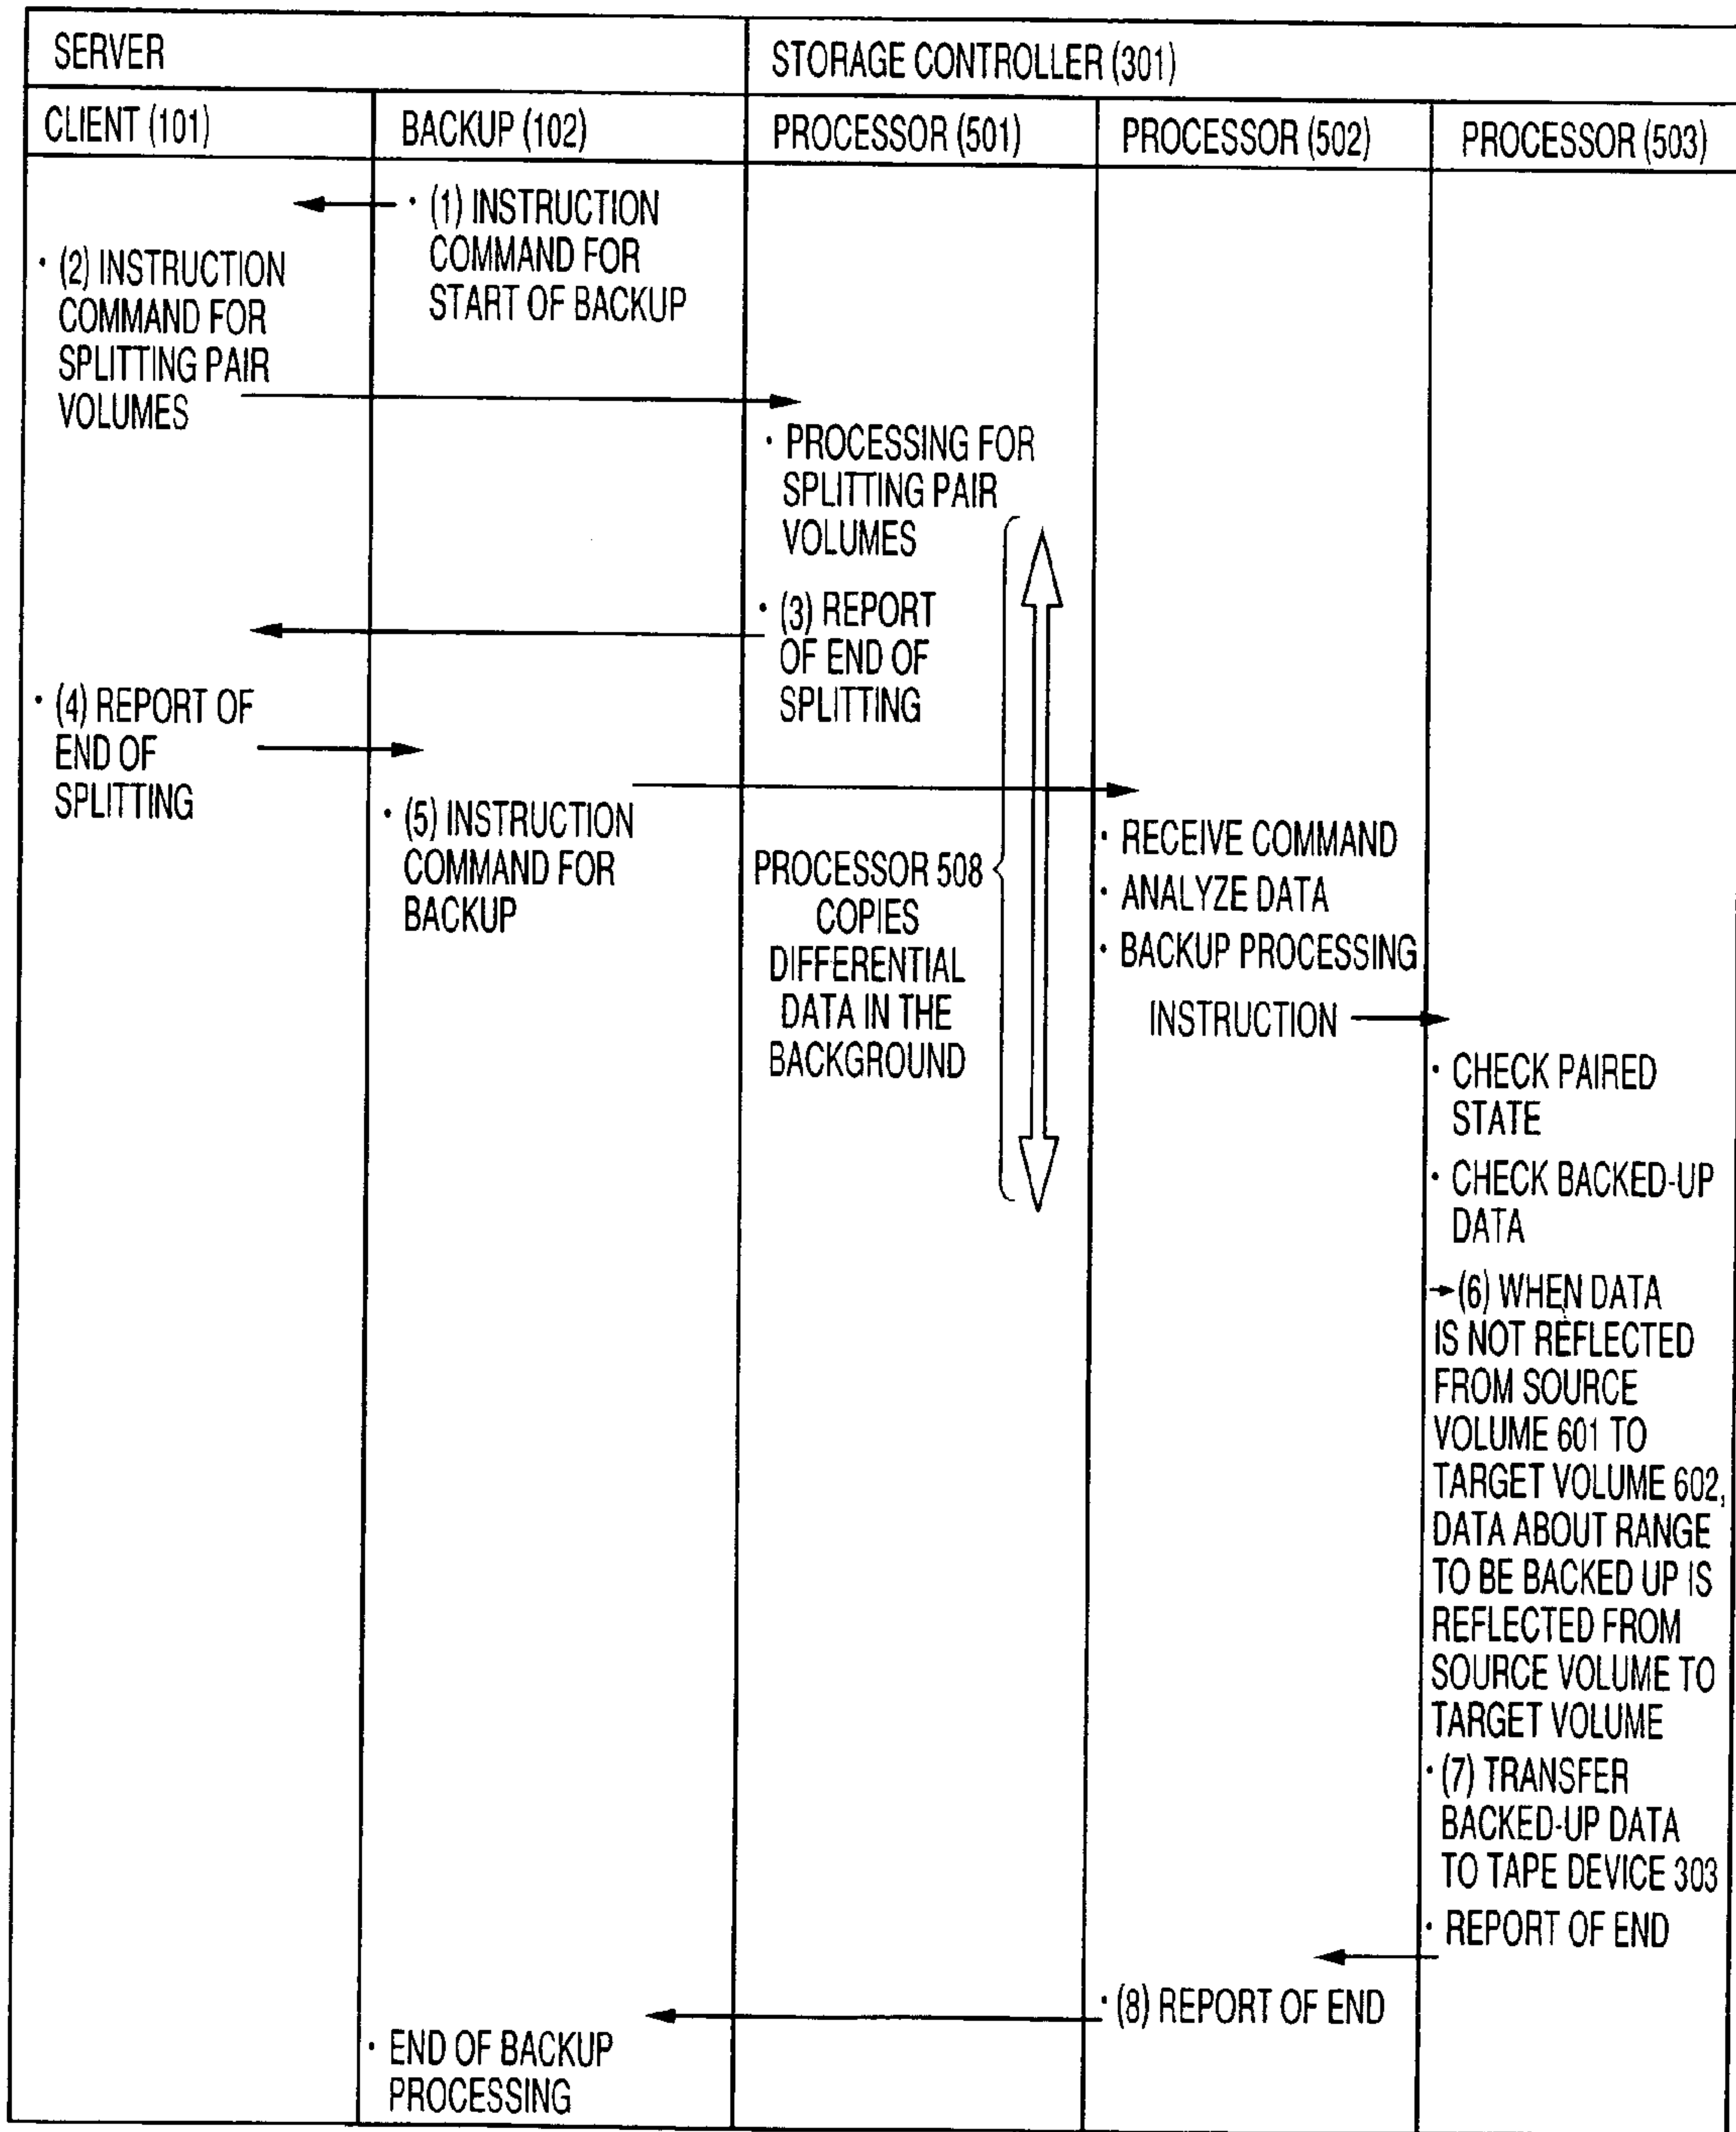 SERVER
STORAGE CONTROLLER (301)
CLIENT (101)
BACKUP (102)
PROCESSOR (501)
PROCESSOR (502)
PROCESSOR (503)
· (1) INSTRUCTION
COMMAND FOR
START OF BACKUP
· (2) INSTRUCTION
COMMAND FOR
SPLITTING PAIR
VOLUMES
· PROCESSING FOR
SPLITTING PAIR
VOLUMES
· (3) REPORT
OF END OF
SPLITTING
· (4) REPORT OF
END OF
SPLITTING
· (5) INSTRUCTION
COMMAND FOR
BACKUP
PROCESSOR 508
COPIES
DIFFERENTIAL
DATA IN THE
BACKGROUND
· RECEIVE COMMAND
· ANALYZE DATA
· BACKUP PROCESSING
INSTRUCTION
· CHECK PAIRED
STATE
· CHECK BACKED-UP
DATA
(6) WHEN DATA
IS NOT REFLECTED
FROM SOURCE
VOLUME 601 TO
TARGET VOLUME 602,
DATA ABOUT RANGE
TO BE BACKED UP IS
REFLECTED FROM
SOURCE VOLUME TO
TARGET VOLUME
· (7) TRANSFER
BACKED-UP DATA
TO TAPE DEVICE 303
· REPORT OF END
· (8) REPORT OF END
· END OF BACKUP
PROCESSING